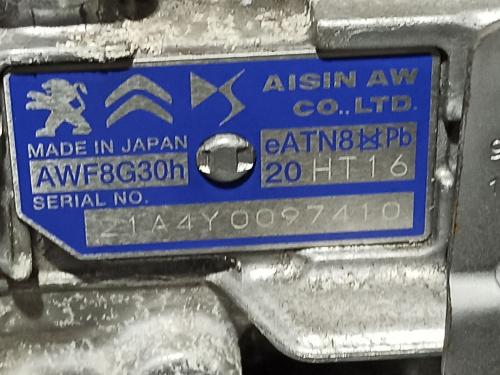 AISIN AW
CO., LTD.
MADE IN JAPAN
AWF8G30h
eATN8 Pb
20 HT16
SERIAL NO.
21A4Y0097410